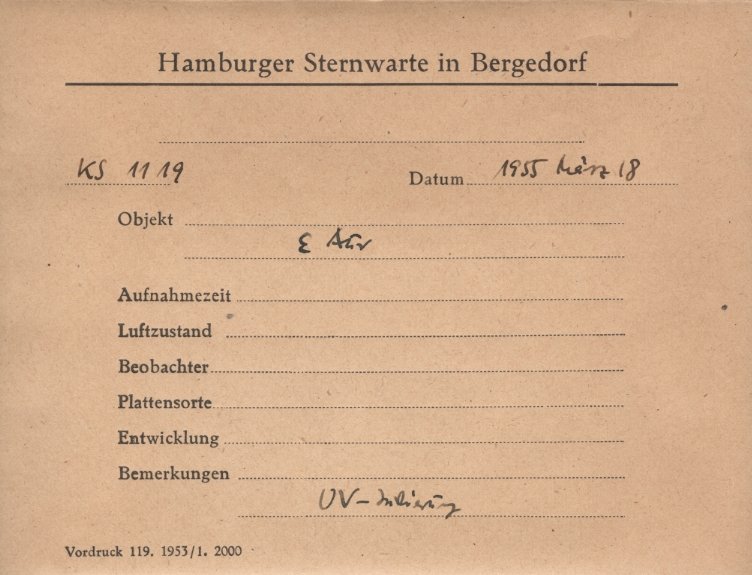 Hamburger Sternwarte in Bergedorf
KS 1119 Datum 1955 März 18
Objekt
ε Aur
Aufnahmezeit
Luftzustand
Beobachter
Plattensorte
Entwicklung
Bemerkungen
UV-
Vordruck 119. 1953/1. 2000